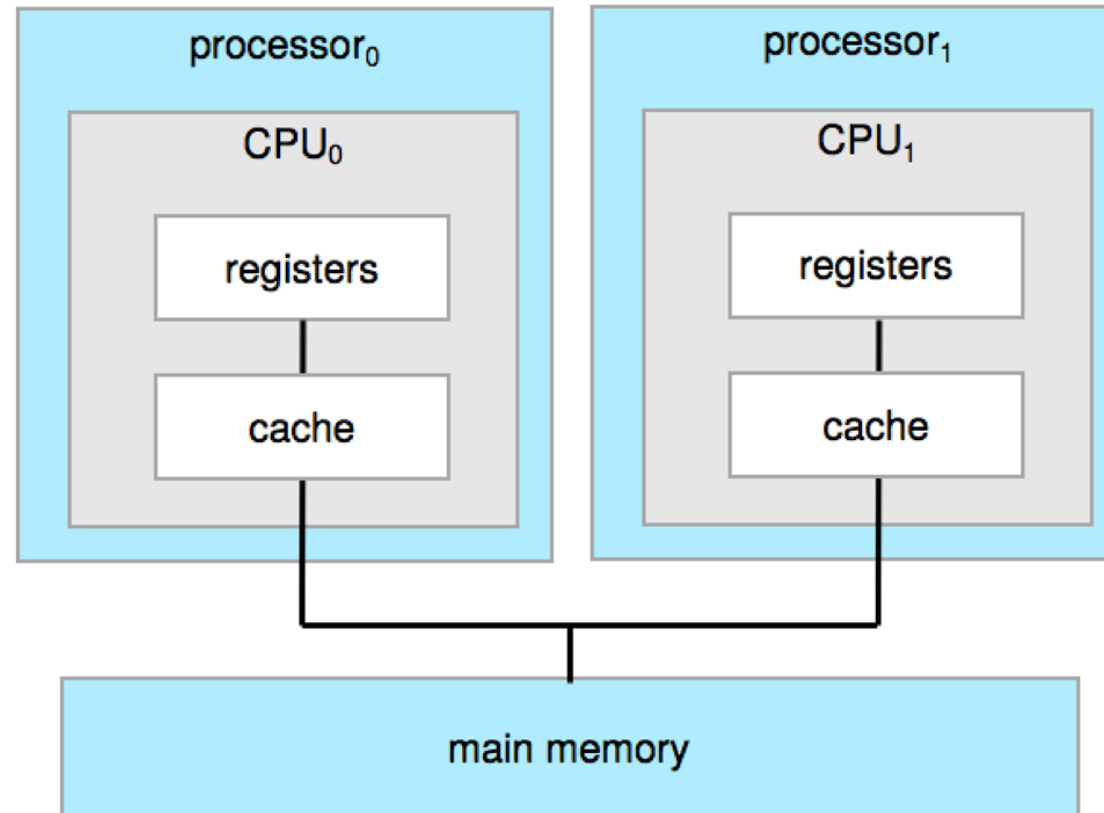 processor₀
CPU₀
registers
cache
processor₁
CPU₁
registers
cache
main memory